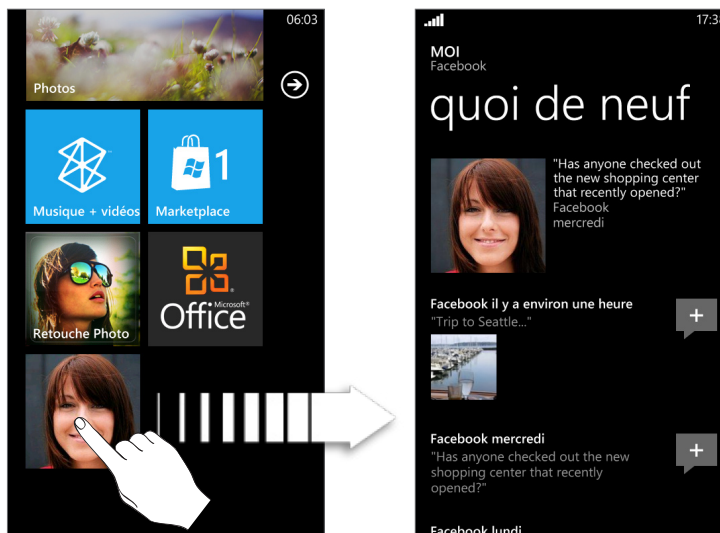 06:03
Photos
Musique + vidéos
1
Marketplace
Retouche Photo
Microsoft®
Office
MOI
Facebook
quoi de neuf
"Has anyone checked out
the new shopping center
that recently opened?"
Facebook
mercredi
Facebook il y a environ une heure
"Trip to Seattle..."
Facebook mercredi
"Has anyone checked out the new
shopping center that recently
opened?"
Facebook lundi